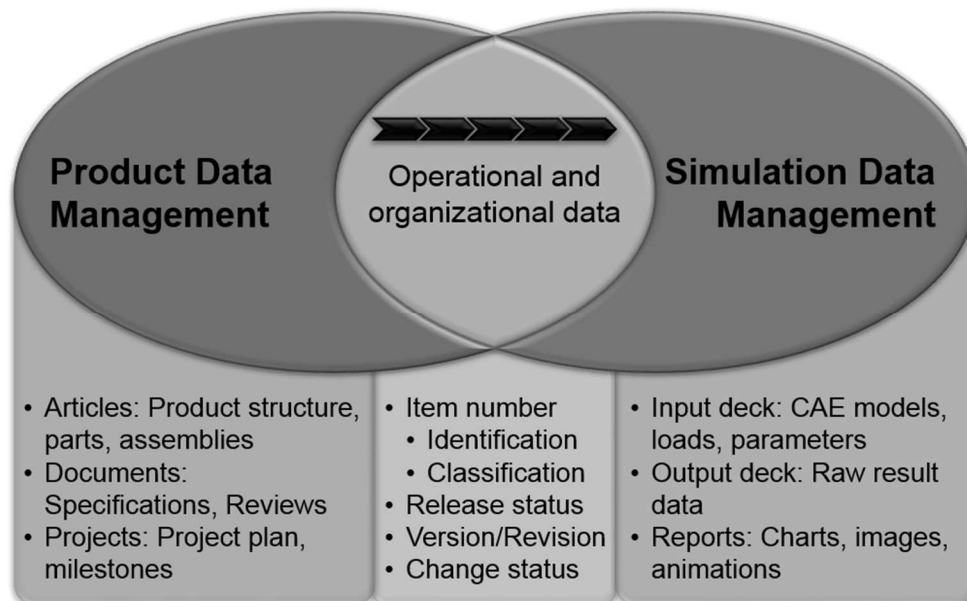 Product Data
Management
Operational and
organizational data
Simulation Data
Management
• Articles: Product structure,
parts, assemblies
• Documents:
Specifications, Reviews
• Projects: Project plan,
milestones
• Item number
• Identification
• Classification
• Release status
• Version/Revision
• Change status
• Input deck: CAE models,
loads, parameters
• Output deck: Raw result
data
• Reports: Charts, images,
animations